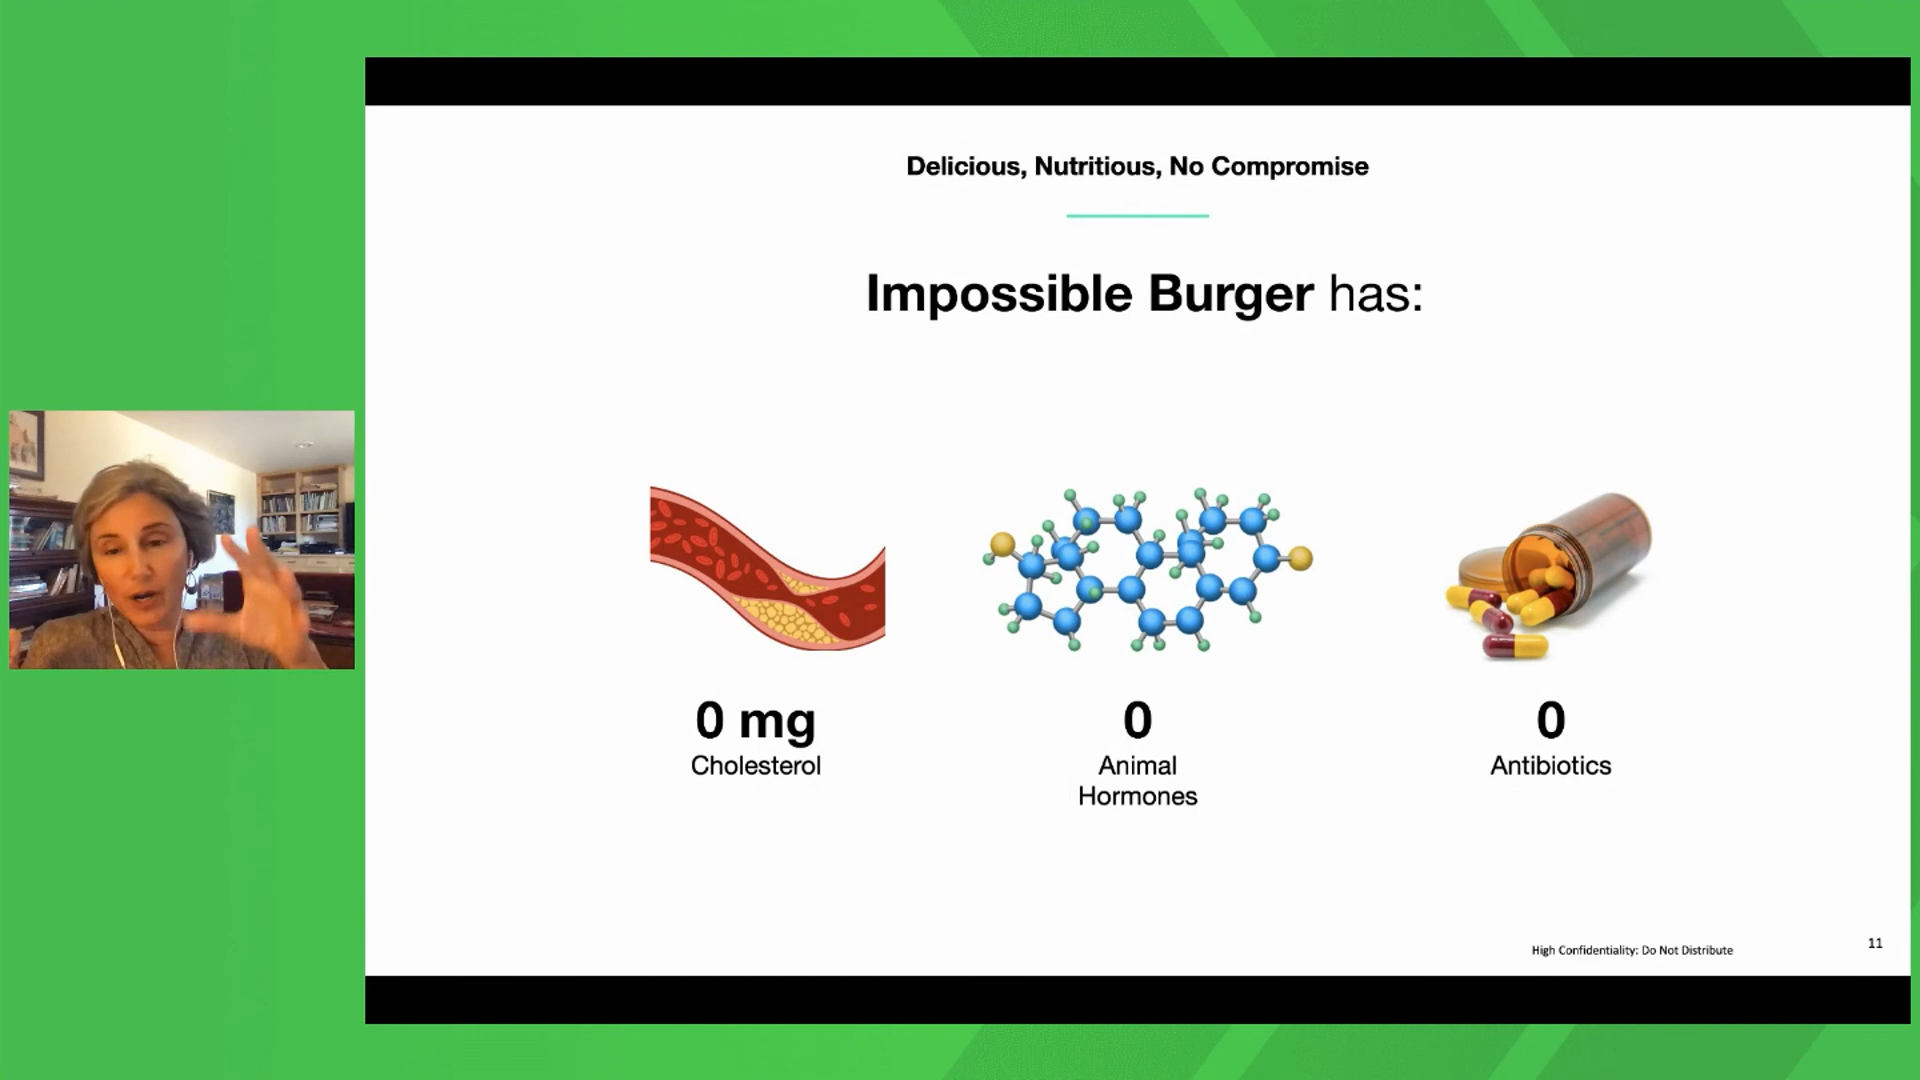 Delicious, Nutritious, No Compromise
Impossible Burger has:
0 mg
Cholesterol
0
Animal
Hormones
0
Antibiotics
High Confidentiality: Do Not Distribute
11